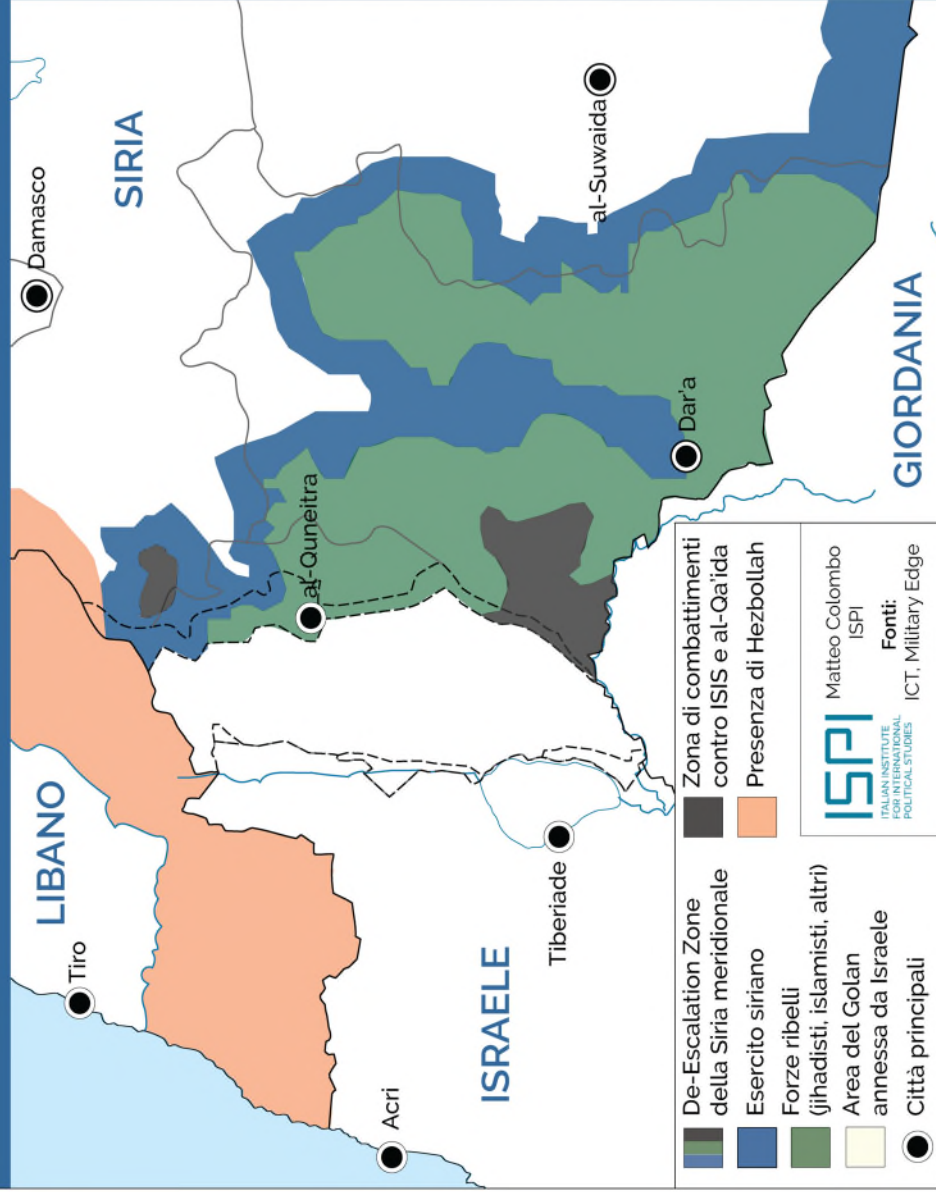 Damasco
SIRIA
LIBANO
Tiro
al-Suwaida
al-Quneitra
Dar'a
Acri
ISRAELE
Tiberiade
GIORDANIA
De-Escalation Zone
della Siria meridionale
Esercito siriano
Forze ribelli
(jihadisti, islamisti, altri)
Area del Golan
annessa da Israele
Città principali
Zona di combattimenti
contro ISIS e al-Qaïda
Presenza di Hezbollah
ISPI
ITALIAN INSTITUTE
FOR INTERNATIONAL
POLITICAL STUDIES
Matteo Colombo
ISPI
Fonti:
ICT, Military Edge